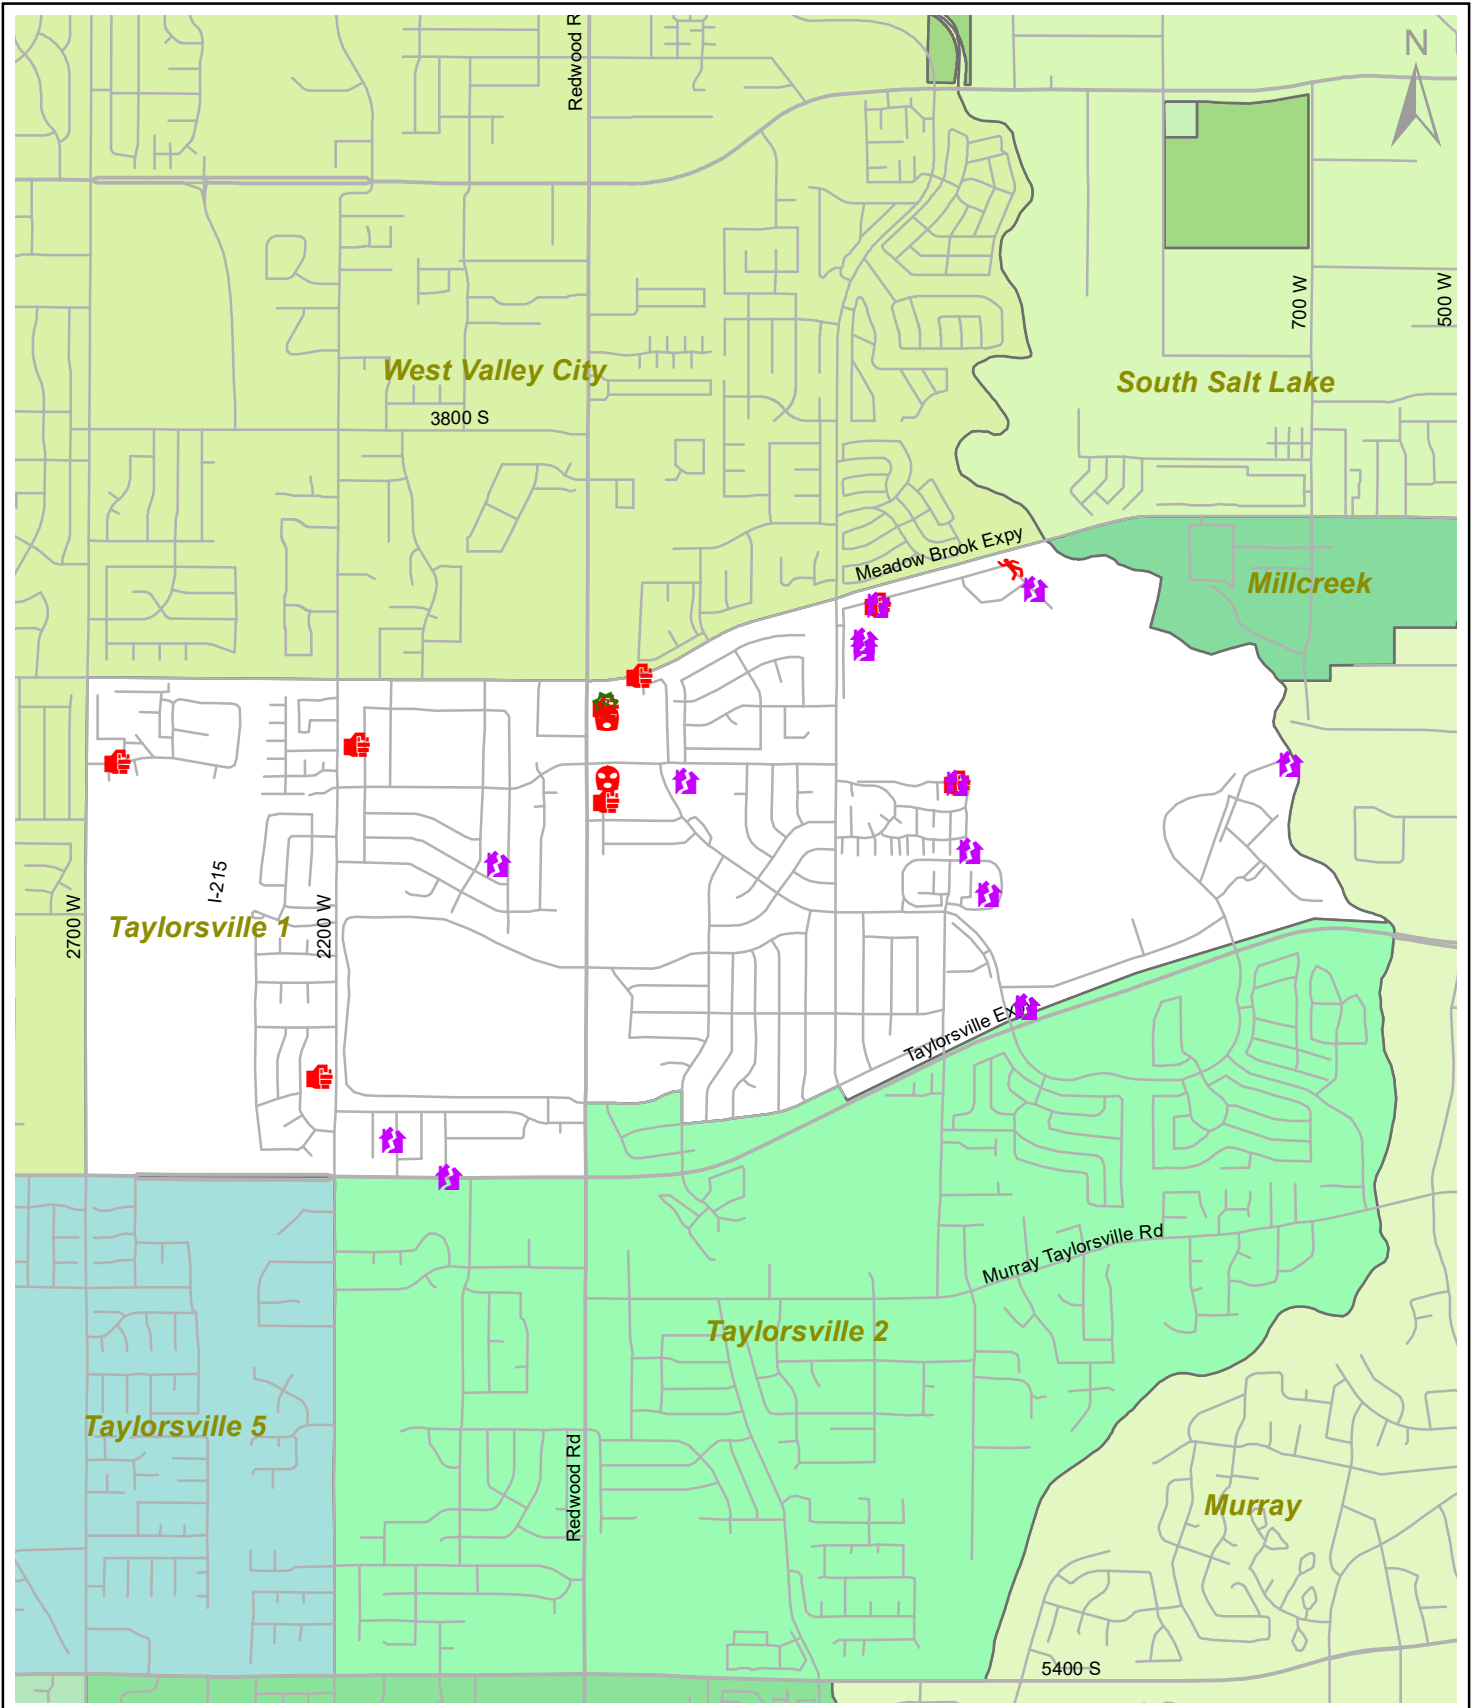 Redwood R
N
700 W
500 W
West Valley City
South Salt Lake
3800 S
Meadow Brook Expy
Millcreek
I-215
2700 W
Taylorsville 1
2200 W
Taylorsville Ex
Murray Taylorsville Rd
Taylorsville 2
Taylorsville 5
Redwood Rd
Murray
5400 S